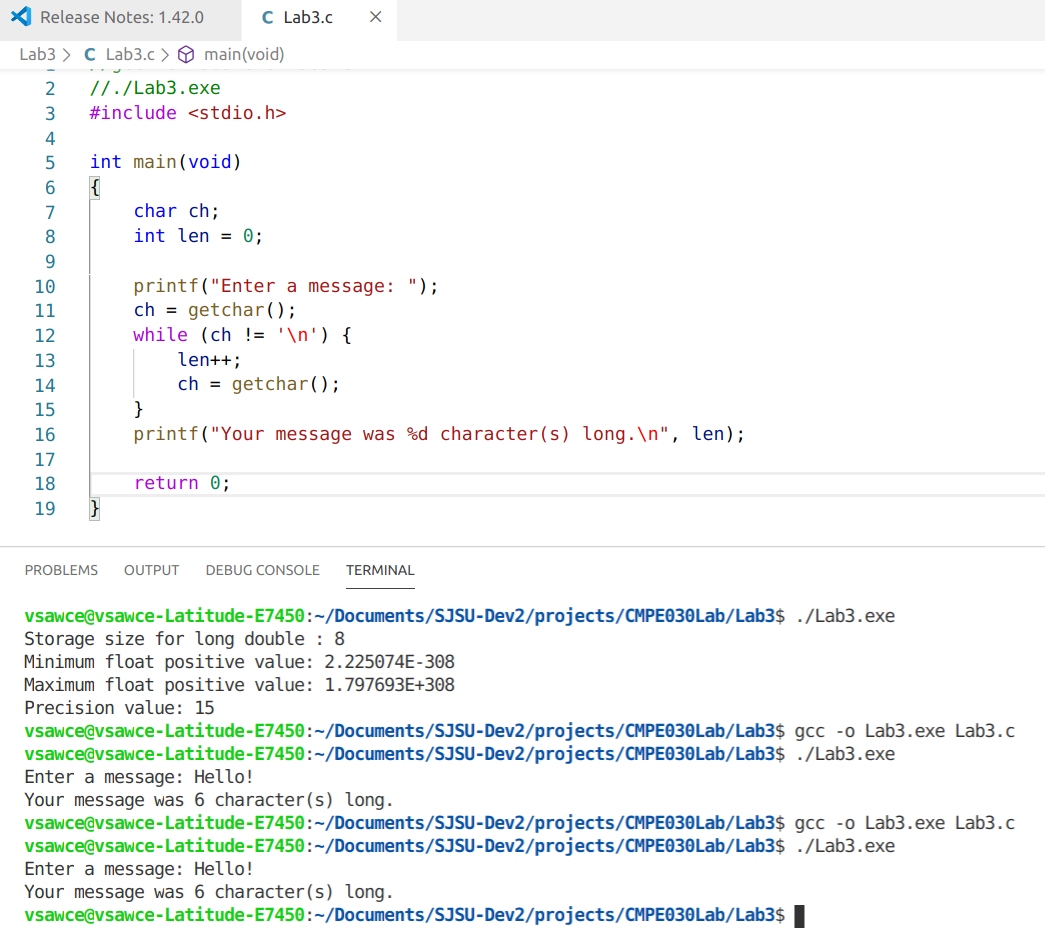 Release Notes: 1.42.0
C Lab3.c ×
Lab3 > C Lab3.c > main(void)
2 //./Lab3.exe
3 #include <stdio.h>
4
5 int main(void)
6 {
7 char ch;
8 int len = 0;
9
10 printf("Enter a message: ");
11 ch = getchar();
12 while (ch != '\n') {
13 len++;
14 ch = getchar();
15 }
16 printf("Your message was %d character(s) long.\n", len);
17
18 return 0;
19 }
PROBLEMS OUTPUT DEBUG CONSOLE TERMINAL
vsawce@vsawce-Latitude-E7450:~/Documents/SJSU-Dev2/projects/CMPE030Lab/Lab3$ ./Lab3.exe
Storage size for long double : 8
Minimum float positive value: 2.225074E-308
Maximum float positive value: 1.797693E+308
Precision value: 15
vsawce@vsawce-Latitude-E7450:~/Documents/SJSU-Dev2/projects/CMPE030Lab/Lab3$ gcc -o Lab3.exe Lab3.c
vsawce@vsawce-Latitude-E7450:~/Documents/SJSU-Dev2/projects/CMPE030Lab/Lab3$ ./Lab3.exe
Enter a message: Hello!
Your message was 6 character(s) long.
vsawce@vsawce-Latitude-E7450:~/Documents/SJSU-Dev2/projects/CMPE030Lab/Lab3$ gcc -o Lab3.exe Lab3.c
vsawce@vsawce-Latitude-E7450:~/Documents/SJSU-Dev2/projects/CMPE030Lab/Lab3$ ./Lab3.exe
Enter a message: Hello!
Your message was 6 character(s) long.
vsawce@vsawce-Latitude-E7450:~/Documents/SJSU-Dev2/projects/CMPE030Lab/Lab3$